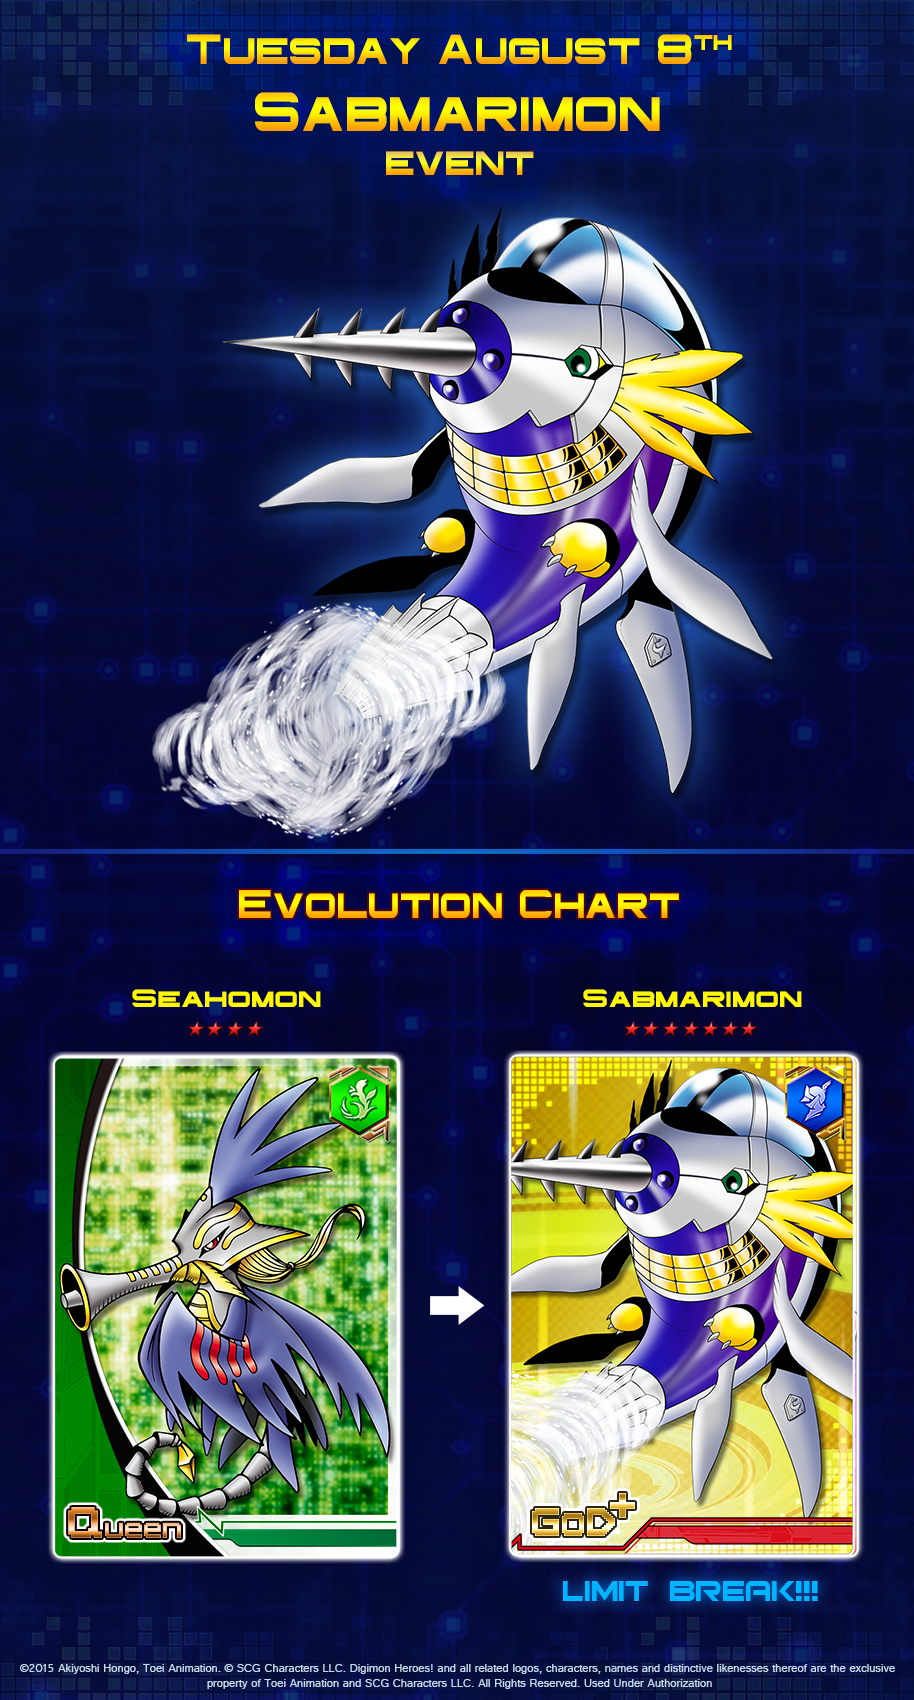 Tuesday August 8th
Sabmarimon
Event
Evolution Chart
Seahomon
Sabmarimon
Queen
God+
LIMIT BREAK!!!
©2015 Akiyoshi Hongo, Toei Animation. © SCG Characters LLC. Digimon Heroes! and all related logos, characters, names and distinctive likenesses thereof are the exclusive
property of Toei Animation and SCG Characters LLC. All Rights Reserved. Used Under Authorization